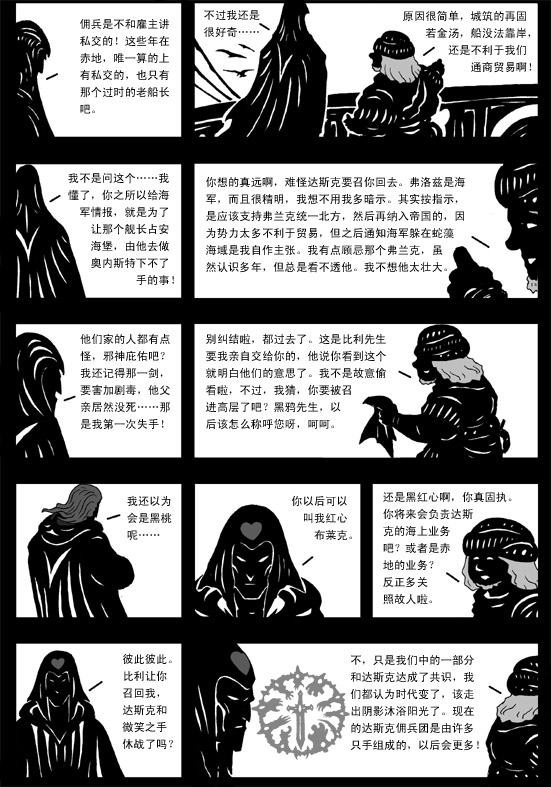 佣兵是不和雇主讲
私交的！这些年在
赤地，唯一算的上
有私交的，也只有
那个过时的老船长
吧。
不过我还是
很好奇……
原因很简单，城筑的再固
若金汤，船没法靠岸，
还是不利于我们
通商贸易啊！
我不是问这个……我
懂了，你之所以给海
军情报，就是为了
让那个舰长占安
海堡，由他去做
奥内斯特下不了
手的事！
你想的真远啊，难怪达斯克要召你回去。弗洛兹是海
军，而且很精明，我想不用我多暗示。其实按指示，
是应该支持弗兰克统一北方，然后再纳入帝国的，因
为势力太多不利于贸易，但之后通知海军躲在蛇藻
海域是我自作主张。我有点顾忌那个弗兰克，虽
然认识多年，但总是看不透他。我不想他太壮大。
他们家的人都有点
怪，邪神庇佑吧？
我还记得那一剑，
要害加剧毒，他父
亲居然没死……那
是我第一次失手！
别纠结啦，都过去了。这是比利先生
要我亲自交给你的，他说你看到这个
就明白他们的意思了。我不是故意偷
看啦，不过，我猜，你要被召
进高层了吧？黑鸦先生，以
后该怎么称呼您呀，呵呵。
我还以为
会是黑桃
呢……
你以后可以
叫我红心
布莱克。
还是黑红心啊，你真固执。
你将来会负责达斯
克的海上业务
吧？或者是赤
地的业务？
反正多关
照故人啦。
彼此彼此。
比利让你
召回我，
达斯克和
微笑之手
休战了吗？
不，只是我们中的一部分
和达斯克达成了共识，我
们都认为时代变了，该走
出阴影沐浴阳光了。现在
的达斯克佣兵团是由许多
只手组成的，以后会更多！